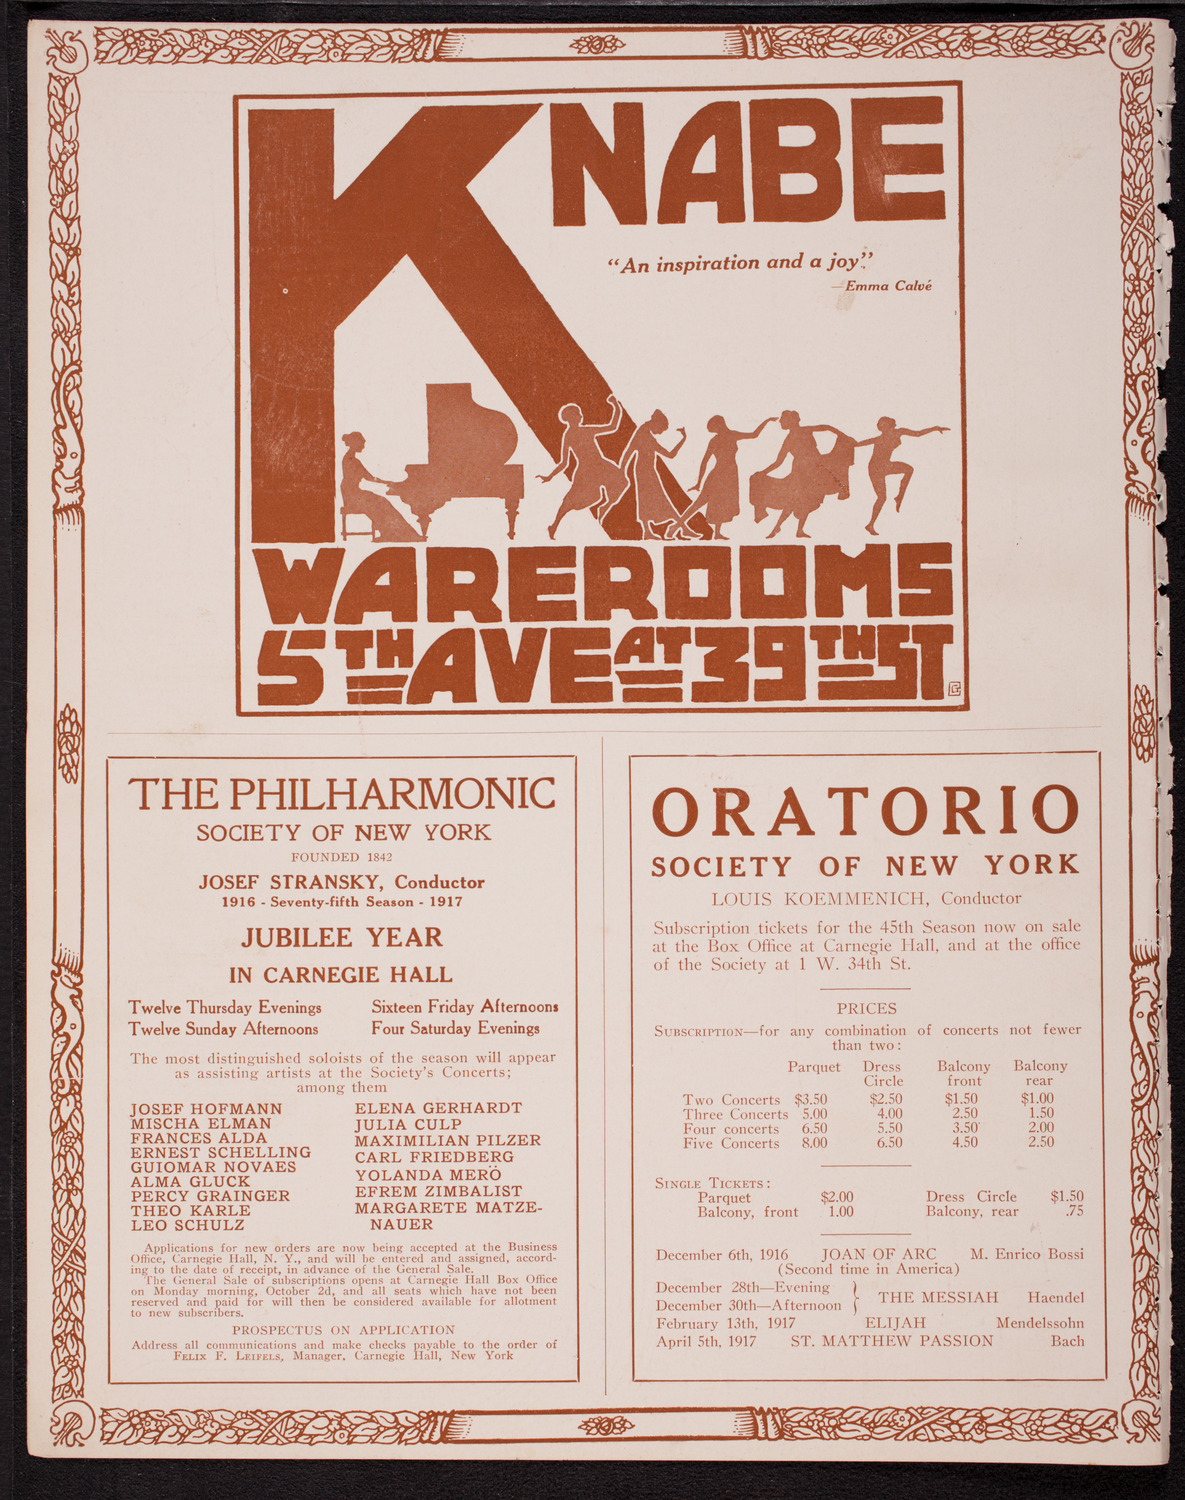 KNABE
“An inspiration and a joy”
—Emma Calvé
WAREROOMS
5TH AVE AT 39TH ST
THE PHILHARMONIC
SOCIETY OF NEW YORK
FOUNDED 1842
JOSEF STRANSKY, Conductor
1916 - Seventy-fifth Season - 1917
JUBILEE YEAR
IN CARNEGIE HALL
Twelve Thursday Evenings Sixteen Friday Afternoons
Twelve Sunday Afternoons Four Saturday Evenings
The most distinguished soloists of the season will appear
as assisting artists at the Society's Concerts;
among them
JOSEF HOFMANN
MISCHA ELMAN
FRANCES ALDA
ERNEST SCHELLING
GUIOMAR NOVAES
ALMA GLUCK
PERCY GRAINGER
THEO KARLE
LEO SCHULZ
ELENA GERHARDT
JULIA CULP
MAXIMILIAN PILZER
CARL FRIEDBERG
YOLANDA MERÖ
EFREM ZIMBALIST
MARGARETE MATZE-
NAUER
Applications for new orders are now being accepted at the Business
Office, Carnegie Hall, N. Y., and will be entered and assigned, accord-
ing to the date of receipt, in advance of the General Sale.
The General Sale of subscriptions opens at Carnegie Hall Box Office
on Monday morning, October 2d, and all seats which have not been
reserved and paid for will then be considered available for allotment
to new subscribers.
PROSPECTUS ON APPLICATION
Address all communications and make checks payable to the order of
FELIX F. LEIFELS, Manager, Carnegie Hall, New York
ORATORIO
SOCIETY OF NEW YORK
LOUIS KOEMMENICH, Conductor
Subscription tickets for the 45th Season now on sale
at the Box Office at Carnegie Hall, and at the office
of the Society at 1 W. 34th St.
PRICES
SUBSCRIPTION—for any combination of concerts not fewer
than two:
Parquet Dress Balcony Balcony
Circle front rear
Two Concerts $3.50 $2.50 $1.50 $1.00
Three Concerts 5.00 4.00 2.50 1.50
Four concerts 6.50 5.50 3.50 2.00
Five Concerts 8.00 6.50 4.50 2.50
SINGLE TICKETS:
Parquet $2.00 Dress Circle $1.50
Balcony, front 1.00 Balcony, rear .75
December 6th, 1916 JOAN OF ARC M. Enrico Bossi
(Second time in America)
December 28th—Evening
December 30th—Afternoon } THE MESSIAH Haendel
February 13th, 1917 ELIJAH Mendelssohn
April 5th, 1917 ST. MATTHEW PASSION Bach